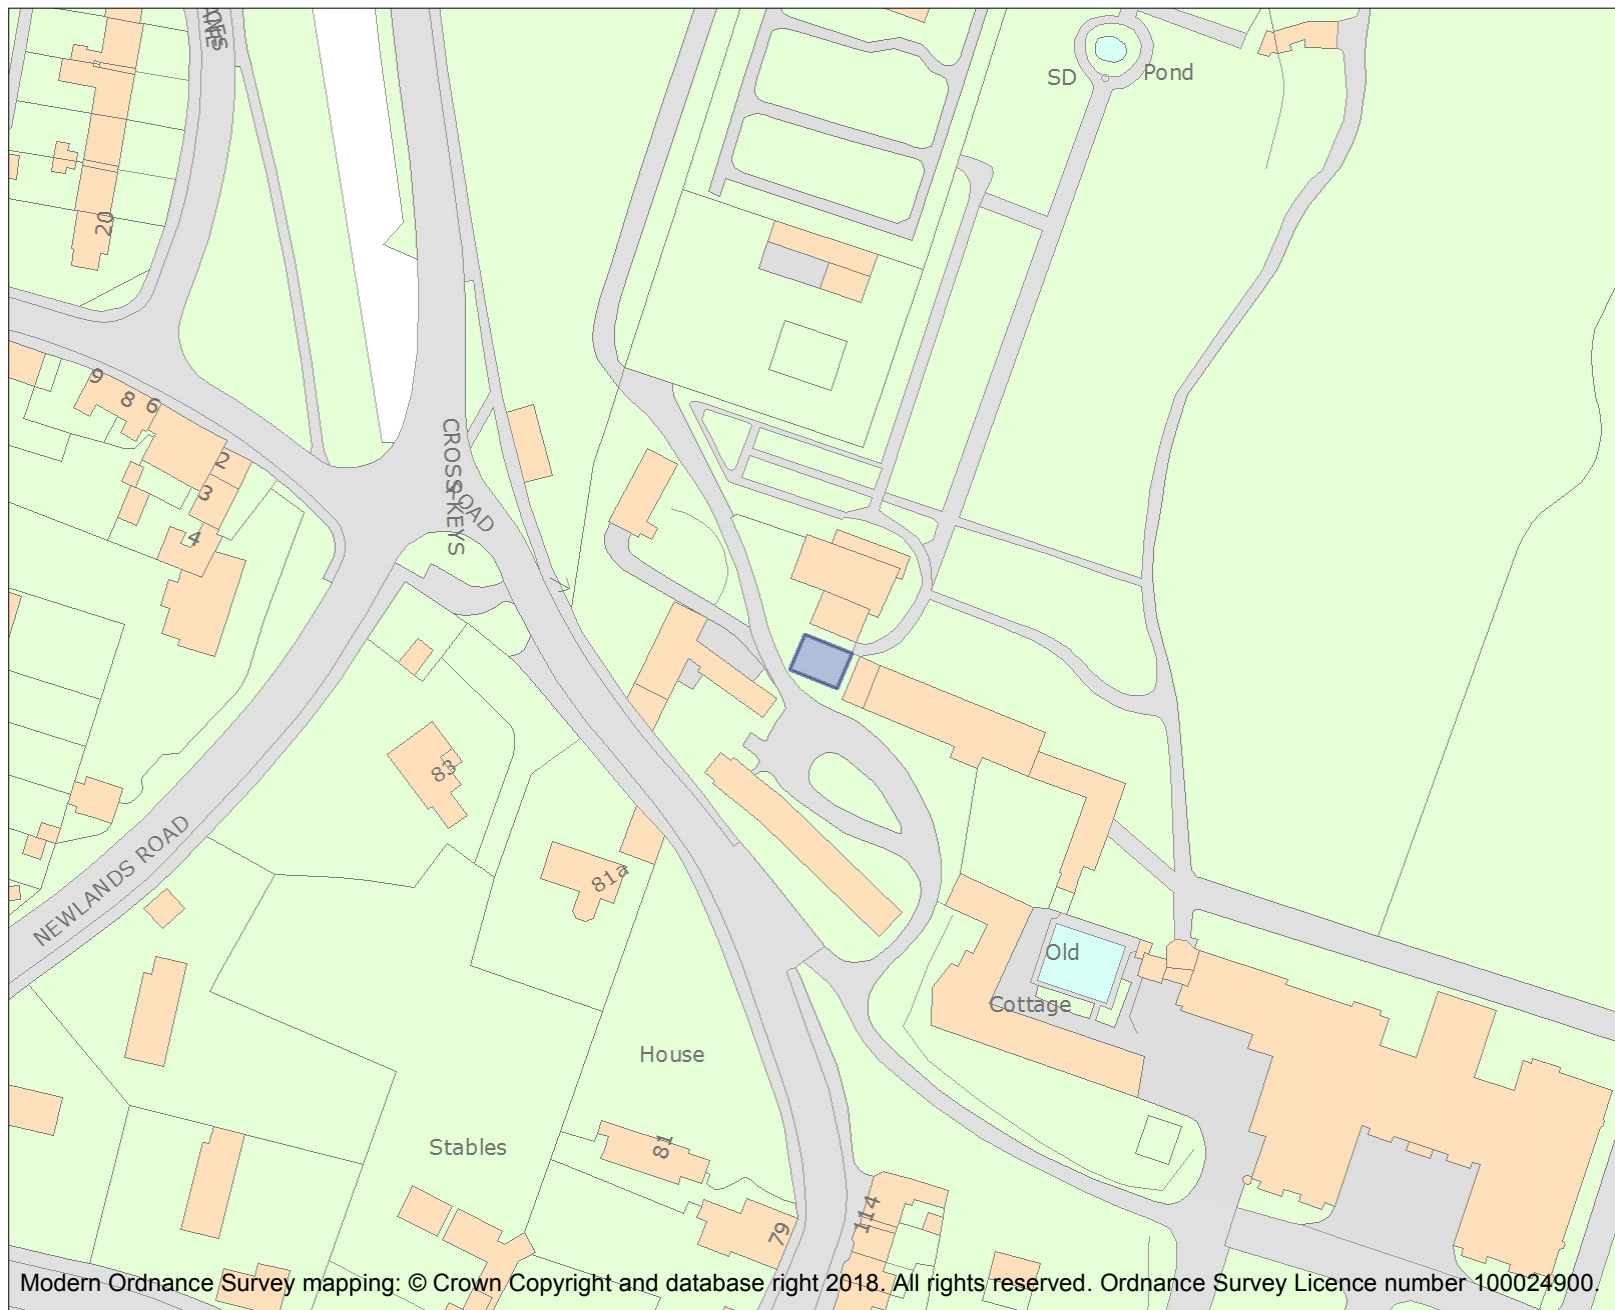 SD
Pond
20
9
8
6
2
3
4
CROSS-KEYS
ROAD
83
NEWLANDS ROAD
81a
Old
Cottage
House
Stables
81
79
114
Modern Ordnance Survey mapping: © Crown Copyright and database right 2018. All rights reserved. Ordnance Survey Licence number 100024900.